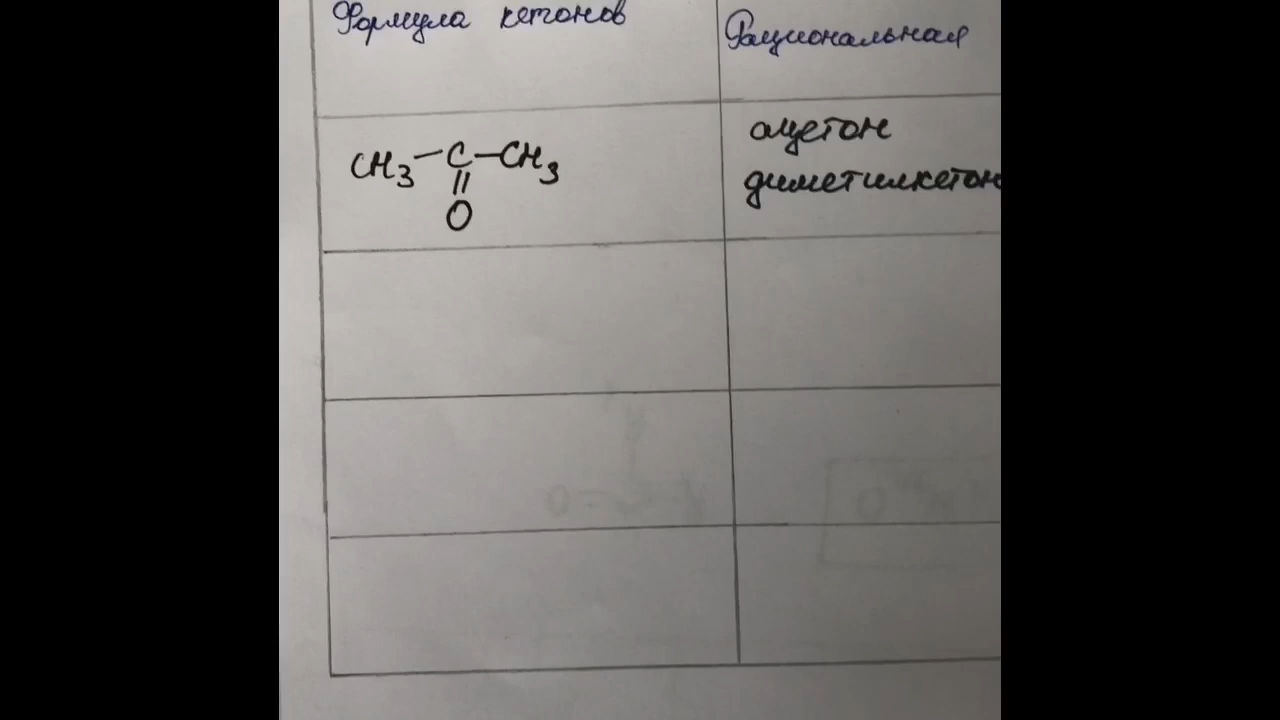 Формула кетонов
Рациональная
CH3–C–CH3
||
O
ацетон
диметилкетон